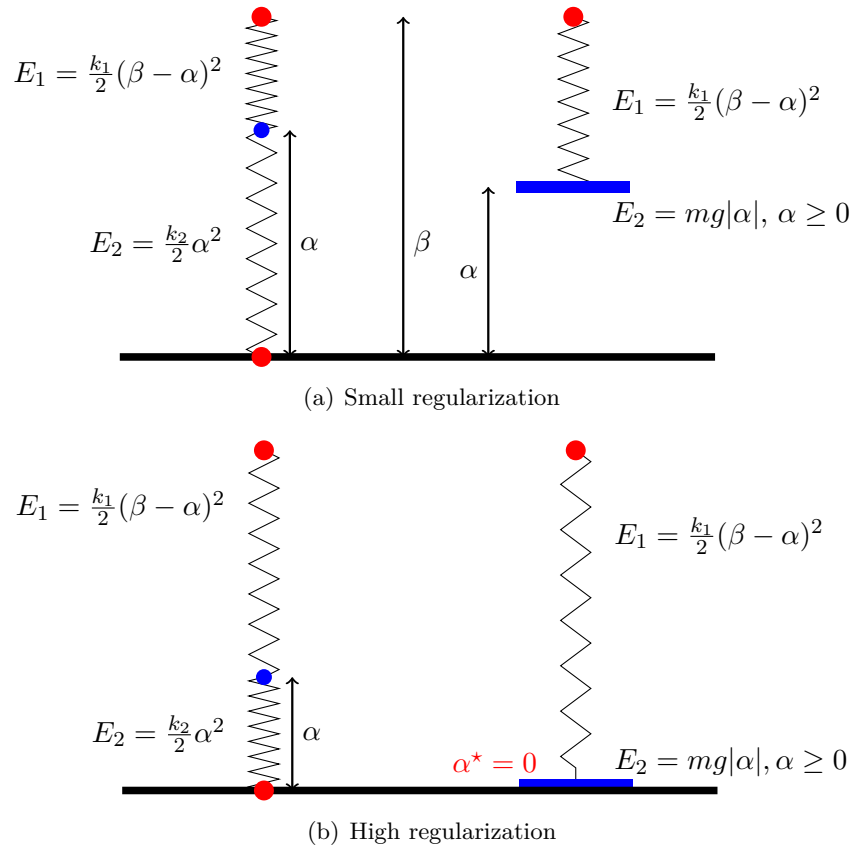 E₁ = k₁/2 (β − α)²
E₁ = k₁/2 (β − α)²
E₂ = mg|α|, α ≥ 0
E₂ = k₂/2 α²
α
β
α
(a) Small regularization
E₁ = k₁/2 (β − α)²
E₁ = k₁/2 (β − α)²
E₂ = k₂/2 α²
α
α⋆ = 0
E₂ = mg|α|, α ≥ 0
(b) High regularization